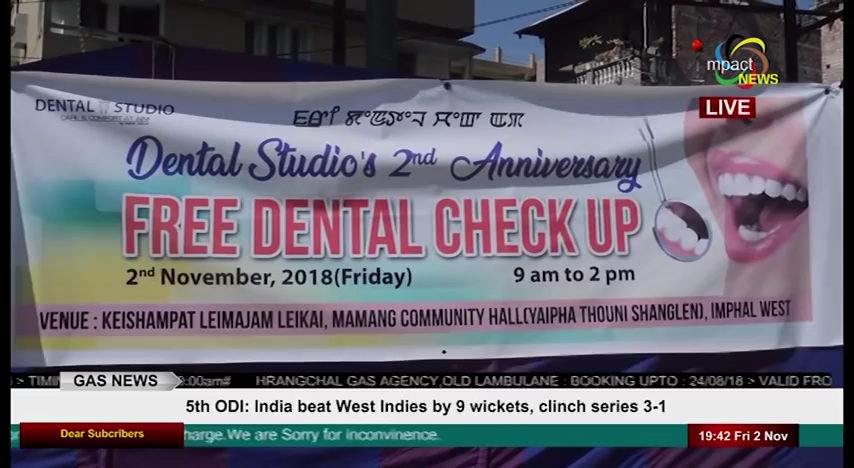 mpact
NEWS
LIVE
DENTAL STUDIO
Dental Studio's 2nd Anniversary
FREE DENTAL CHECK UP
2nd November, 2018(Friday)
9 am to 2 pm
VENUE : KEISHAMPAT LEIMAJAM LEIKAI, MAMANG COMMUNITY HALL(YAIPHA THOUNI SHANGLEN), IMPHAL WEST
GAS NEWS
:00am# HRANGCHAL GAS AGENCY,OLD LAMBULANE : BOOKING UPTO : 24/08/18 > VALID FRO
5th ODI: India beat West Indies by 9 wickets, clinch series 3-1
Dear Subcribers
harge.We are Sorry for inconvinence.
19:42 Fri 2 Nov